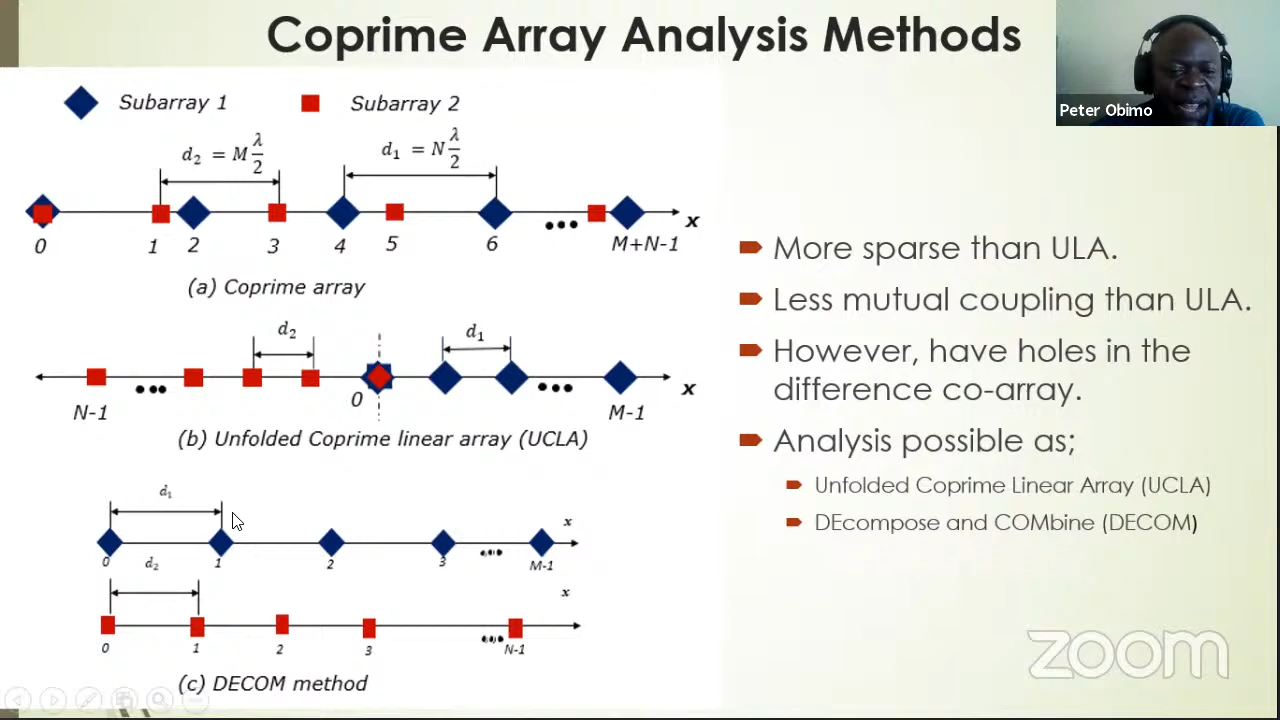 Coprime Array Analysis Methods
Peter Obimo
Subarray 1
Subarray 2
d₂ = M λ/2
d₁ = N λ/2
x
0 1 2 3 4 5 6 M+N-1
(a) Coprime array
d₂
d₁
x
0
N-1
M-1
(b) Unfolded Coprime linear array (UCLA)
d₁
x
0 1 2 3 M-1
d₂
x
0 1 2 3 N-1
(c) DECOM method
More sparse than ULA.
Less mutual coupling than ULA.
However, have holes in the
difference co-array.
Analysis possible as;
Unfolded Coprime Linear Array (UCLA)
DEcompose and COMbine (DECOM)
zoom